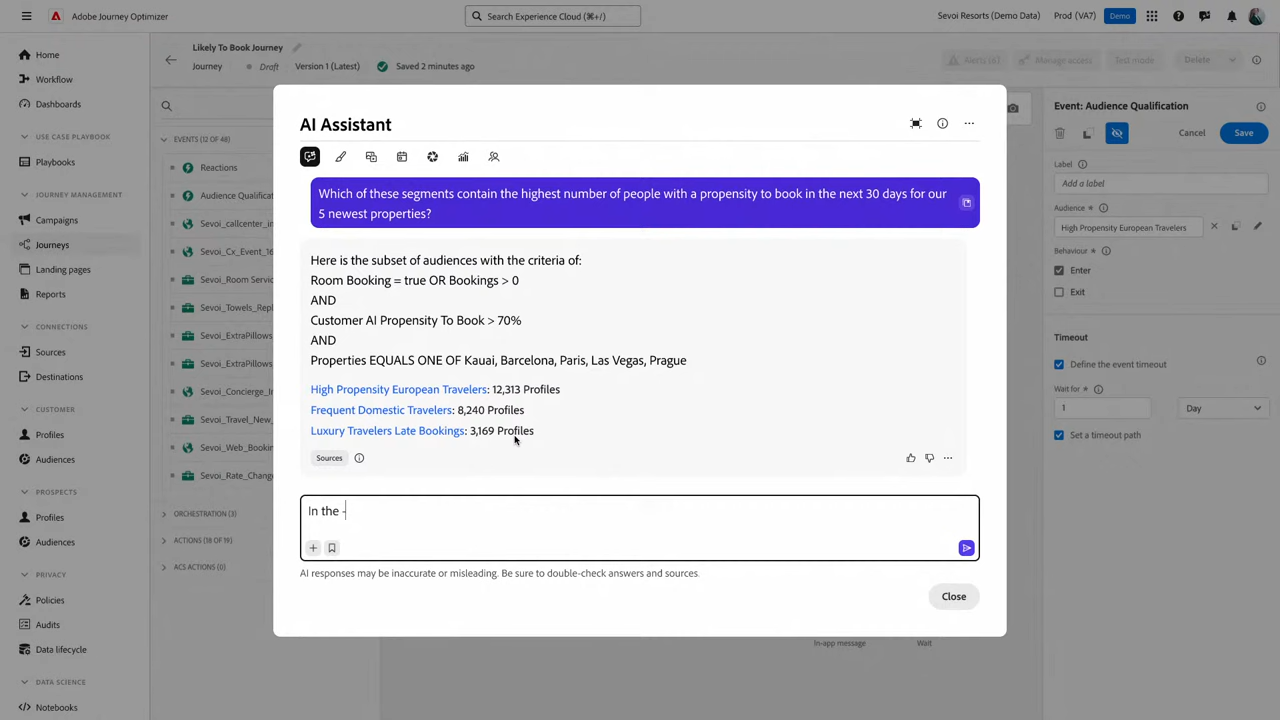 Adobe Journey Optimizer
Search Experience Cloud (⌘+/)
Sevoi Resorts (Demo Data)
Prod (VA7)
Demo
Home
Workflow
Dashboards
USE CASE PLAYBOOK
Playbooks
JOURNEY MANAGEMENT
Campaigns
Journeys
Landing pages
Reports
CONNECTIONS
Sources
Destinations
CUSTOMER
Profiles
Audiences
PROSPECTS
Profiles
Audiences
PRIVACY
Policies
Audits
Data lifecycle
DATA SCIENCE
Notebooks
Likely To Book Journey
Journey
Draft
Version 1 (Latest)
Saved 2 minutes ago
Alerts (6)
Manage access
Test mode
Delete
EVENTS (12 OF 48)
Reactions
Audience Qualificat
Sevoi_callcenter_in
Sevoi_Cx_Event_16
Sevoi_Room Servic
Sevoi_Towels_Repl
Sevoi_ExtraPillows
Sevoi_ExtraPillows
Sevoi_Concierge_In
Sevoi_Travel_New_
Sevoi_Web_Bookin
Sevoi_Rate_Change
ORCHESTRATION (3)
ACTIONS (18 OF 19)
ACS ACTIONS (0)
AI Assistant
Which of these segments contain the highest number of people with a propensity to book in the next 30 days for our
5 newest properties?
Here is the subset of audiences with the criteria of:
Room Booking = true OR Bookings > 0
AND
Customer AI Propensity To Book > 70%
AND
Properties EQUALS ONE OF Kauai, Barcelona, Paris, Las Vegas, Prague
High Propensity European Travelers: 12,313 Profiles
Frequent Domestic Travelers: 8,240 Profiles
Luxury Travelers Late Bookings: 3,169 Profiles
Sources
In the -
AI responses may be inaccurate or misleading. Be sure to double-check answers and sources.
Close
In-app message
Wait
Event: Audience Qualification
Cancel
Save
Label
Add a label
Audience
High Propensity European Travelers
Behaviour
Enter
Exit
Timeout
Define the event timeout
Wait for
1
Day
Set a timeout path